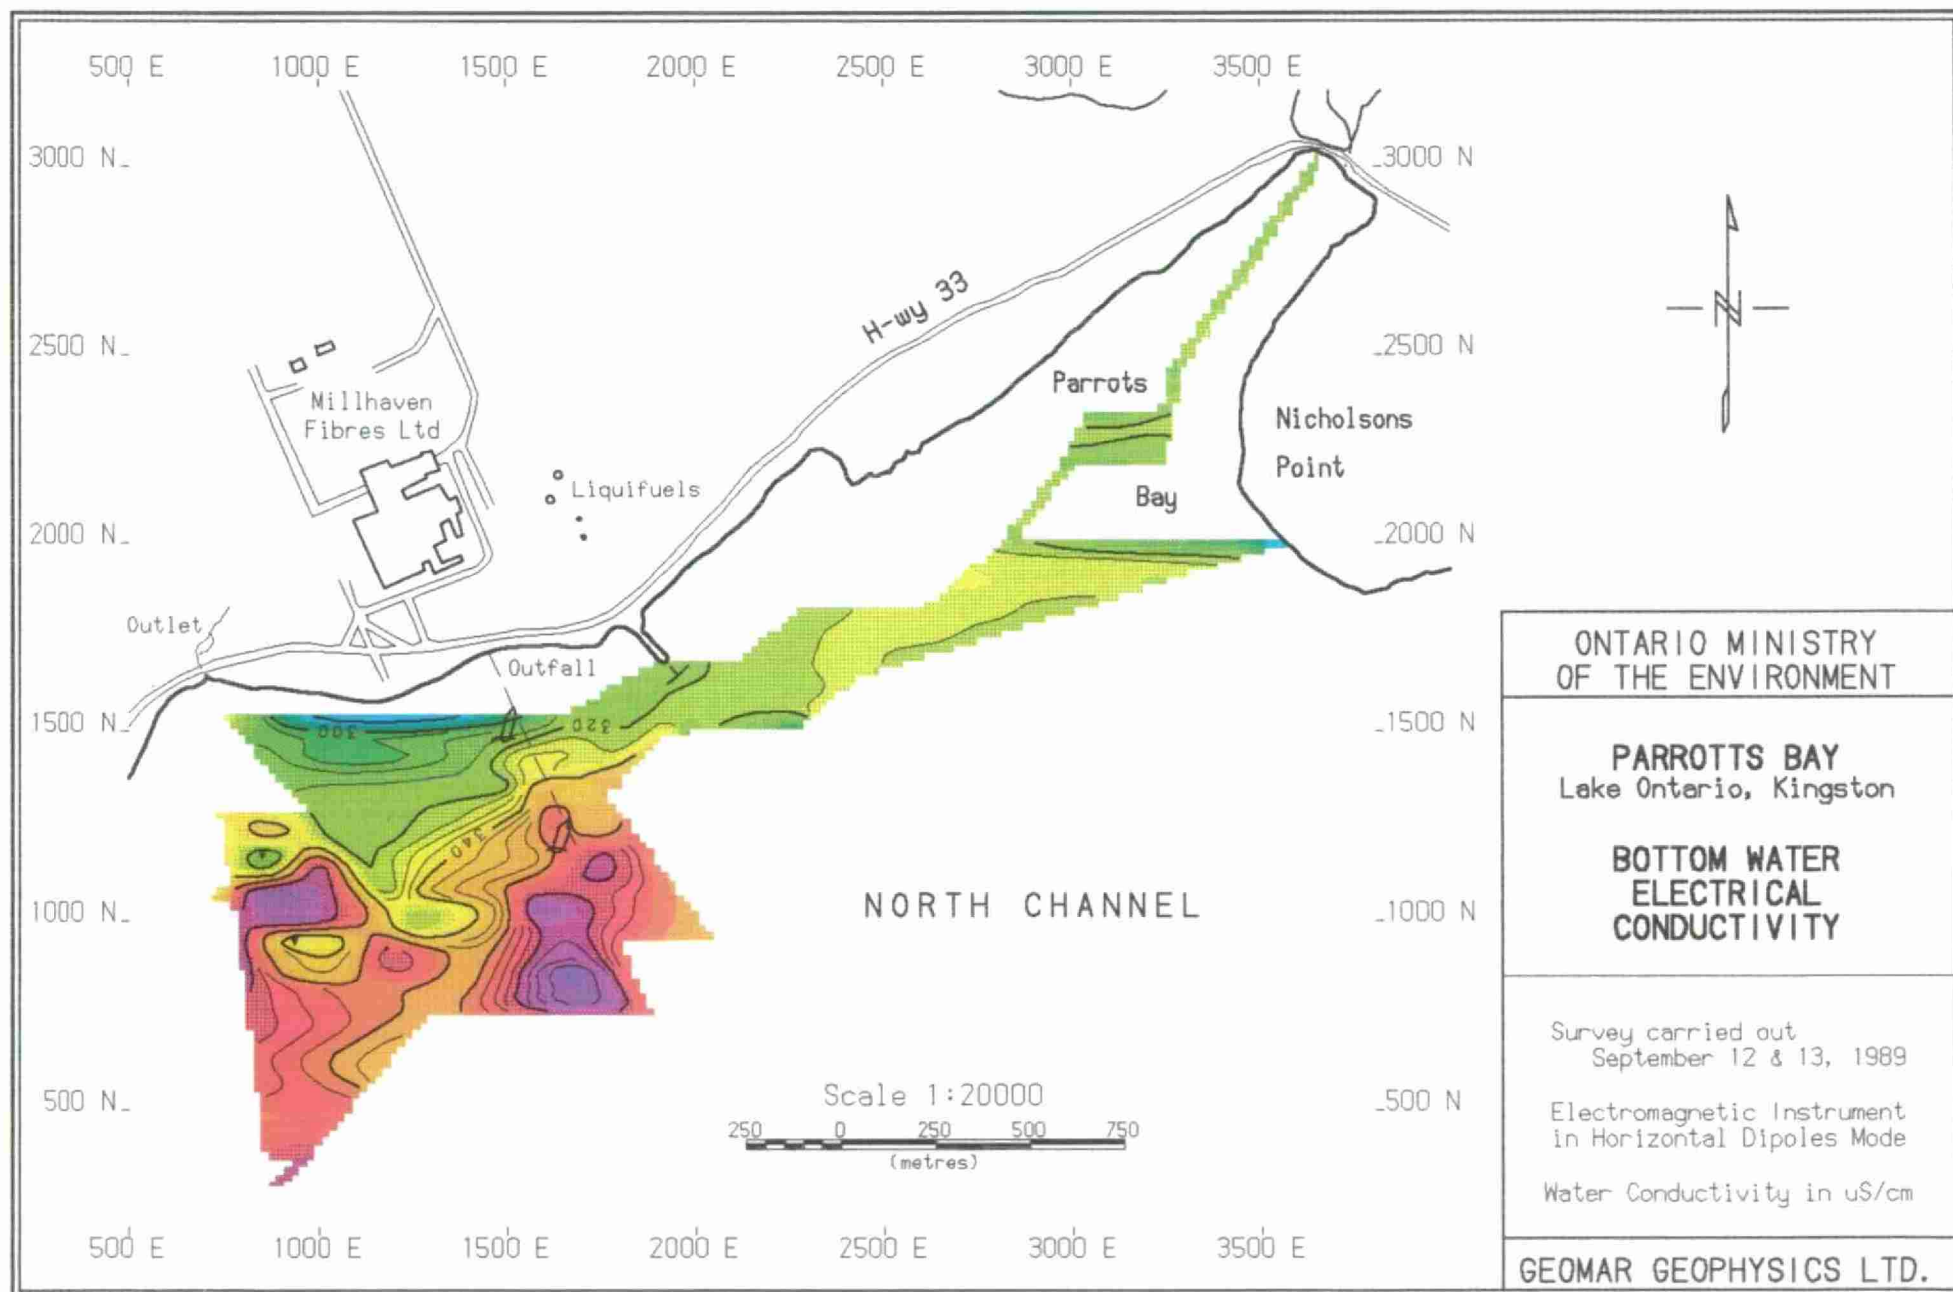 500 E 1000 E 1500 E 2000 E 2500 E 3000 E 3500 E
3000 N
3000 N
H-wy 33
2500 N
2500 N
Parrots
Millhaven
Fibres Ltd
Nicholsons
Point
Liquifuels
Bay
2000 N
2000 N
N
Outlet
Outfall
1500 N
1500 N
300
320
340
1000 N
1000 N
NORTH CHANNEL
500 N
500 N
Scale 1:20000
250 0 250 500 750
(metres)
500 E 1000 E 1500 E 2000 E 2500 E 3000 E 3500 E
ONTARIO MINISTRY
OF THE ENVIRONMENT
PARROTTS BAY
Lake Ontario, Kingston
BOTTOM WATER
ELECTRICAL
CONDUCTIVITY
Survey carried out
September 12 & 13, 1989
Electromagnetic Instrument
in Horizontal Dipoles Mode
Water Conductivity in uS/cm
GEOMAR GEOPHYSICS LTD.